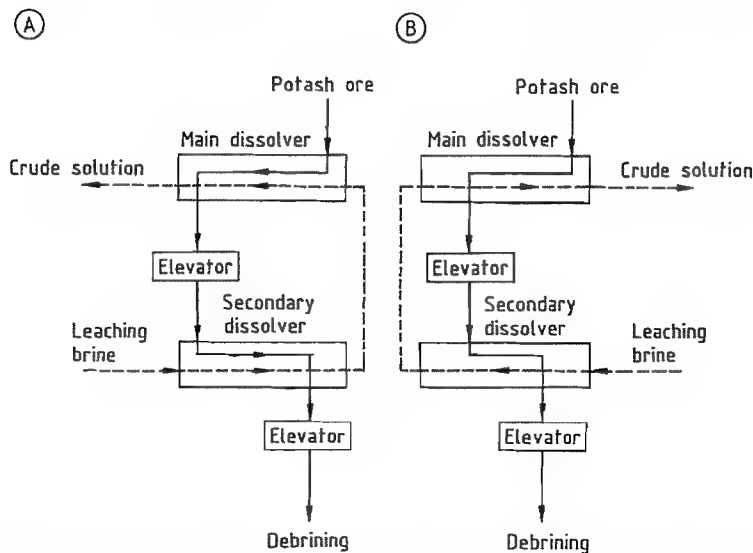 A
Potash ore
Main dissolver
Crude solution
Elevator
Secondary
dissolver
Leaching
brine
Elevator
Debrining
B
Potash ore
Main dissolver
Crude solution
Elevator
Secondary
dissolver
Leaching
brine
Elevator
Debrining